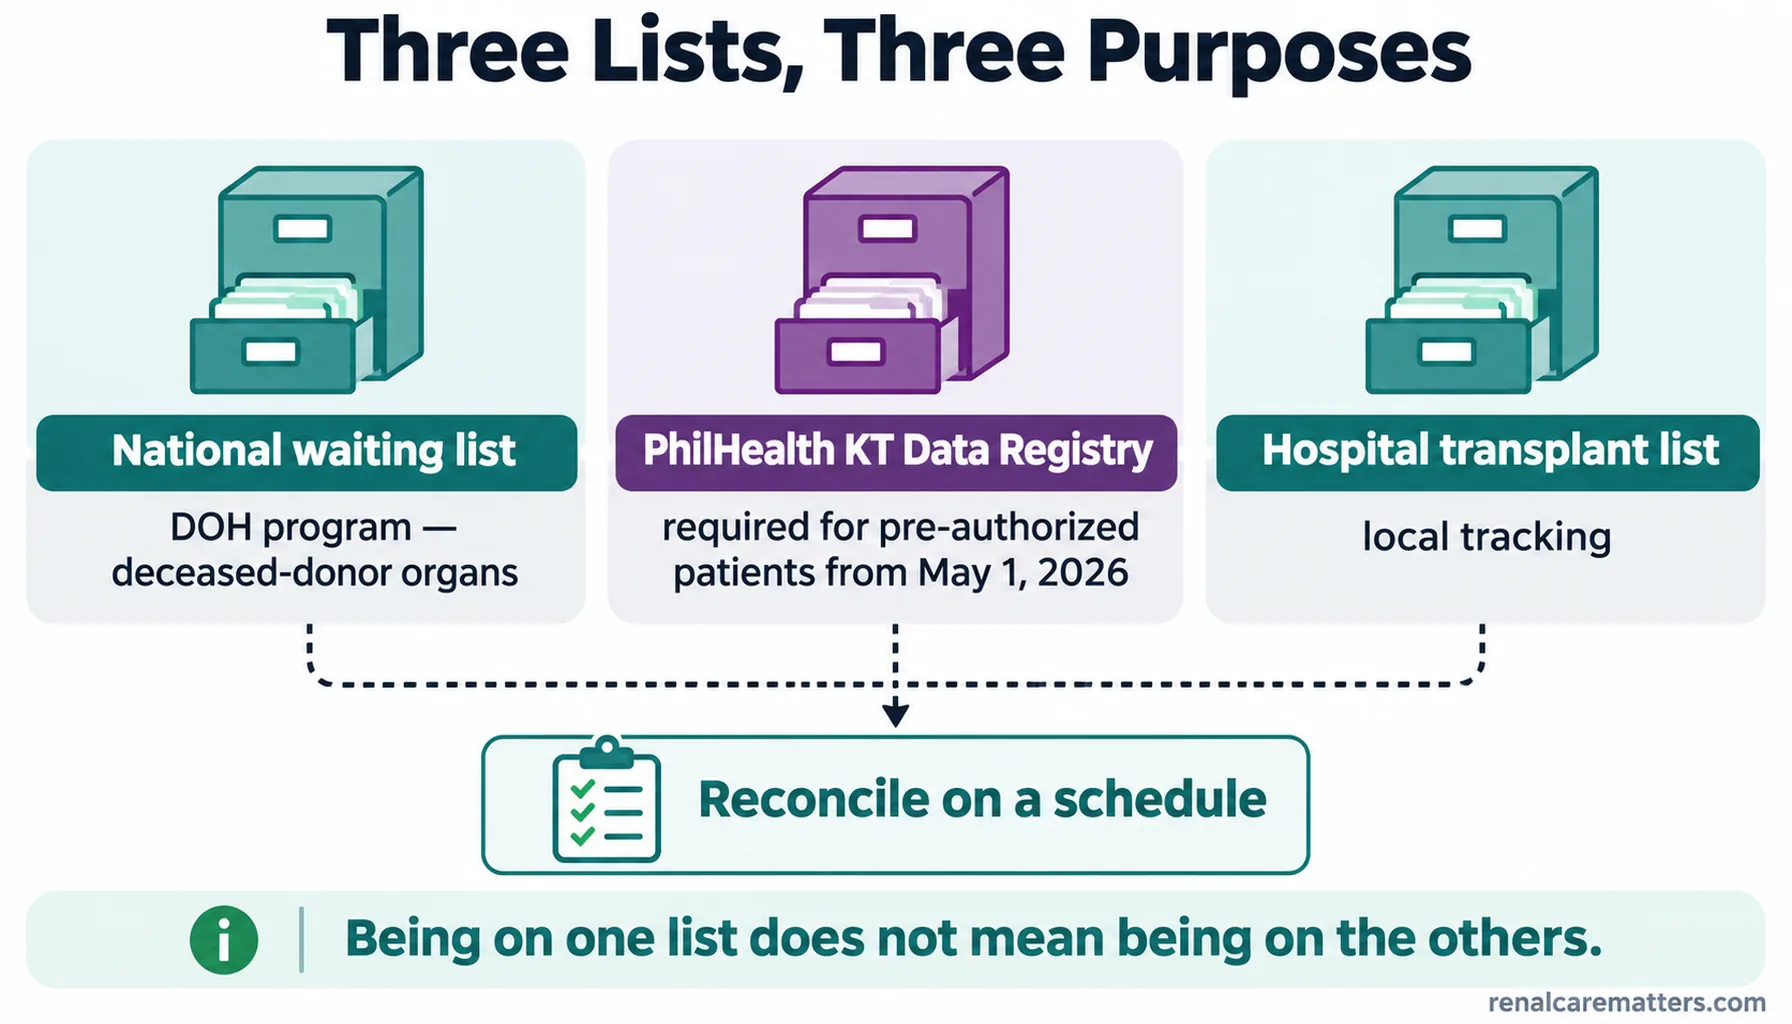 Three Lists, Three Purposes
National waiting list
DOH program —
deceased-donor organs
PhilHealth KT Data Registry
required for pre-authorized
patients from May 1, 2026
Hospital transplant list
local tracking
Reconcile on a schedule
Being on one list does not mean being on the others.
renalcarematters.com